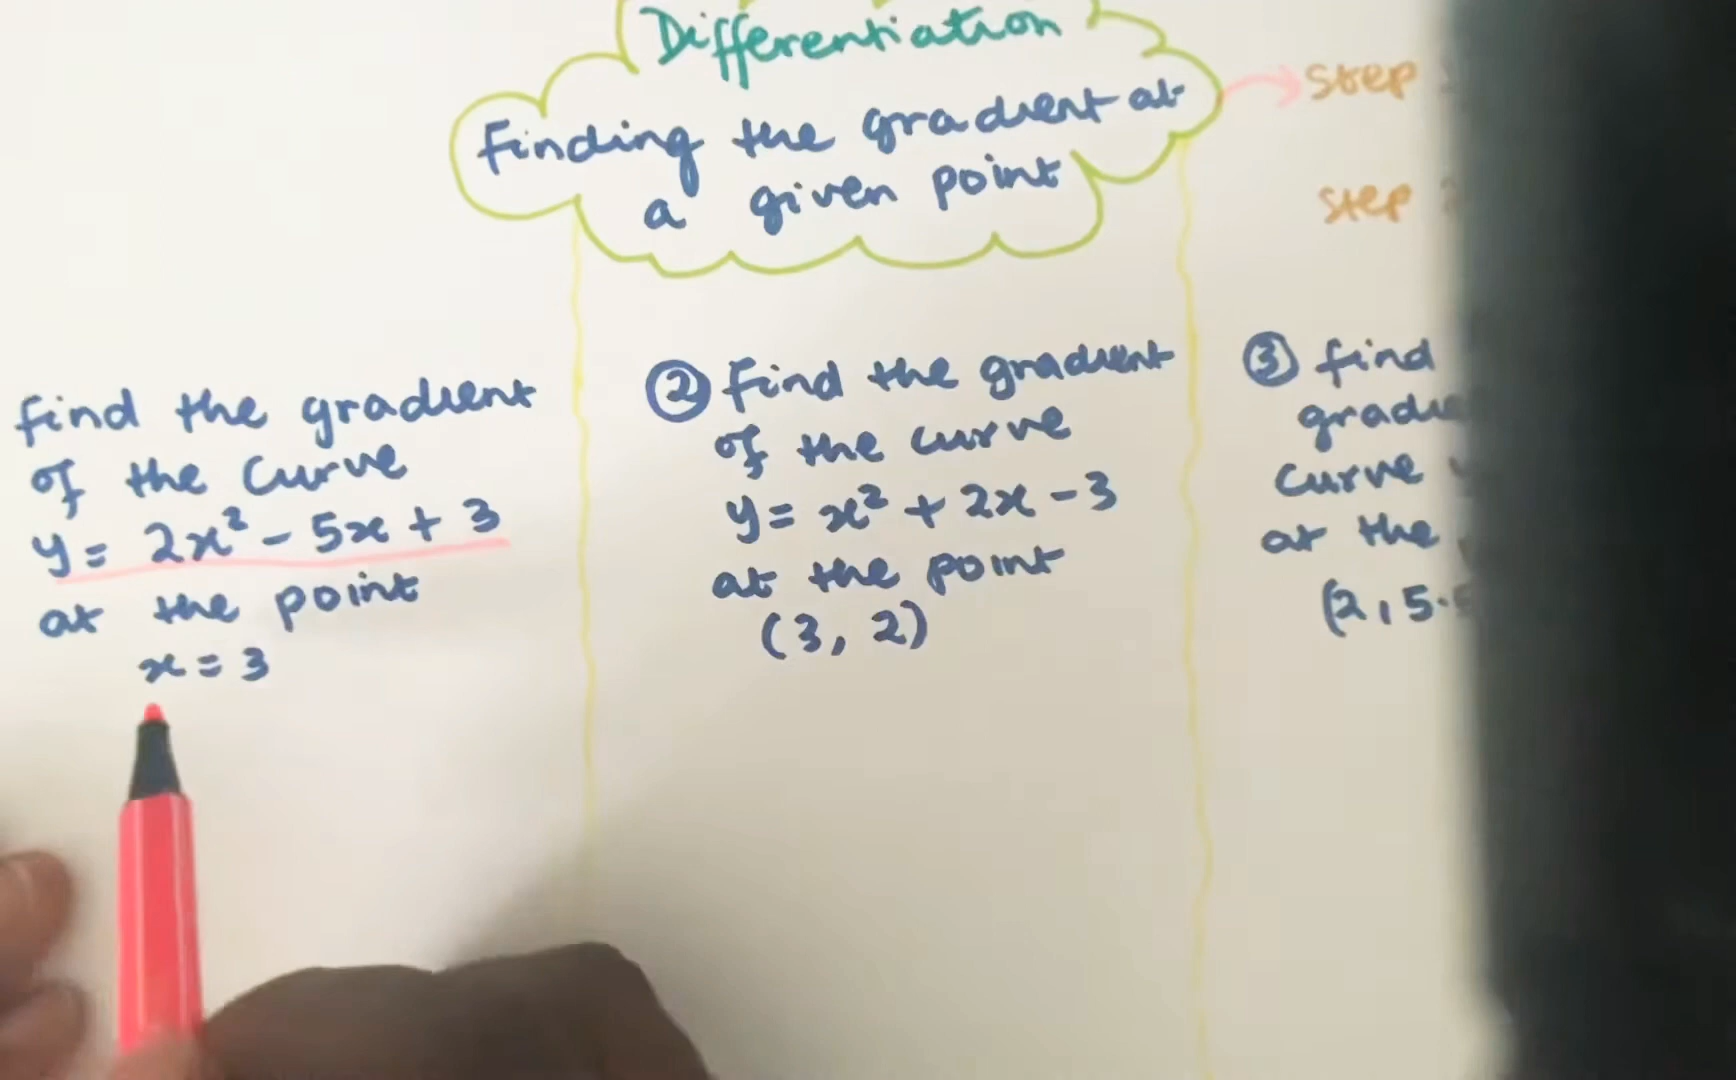 Differentiation
Finding the gradient at
a given point
Step
Step
find the gradient
of the curve
y = 2x² - 5x + 3
at the point
x = 3
② Find the gradient
of the curve
y = x² + 2x - 3
at the point
(3, 2)
③ find
curve
at the
(2, 5.